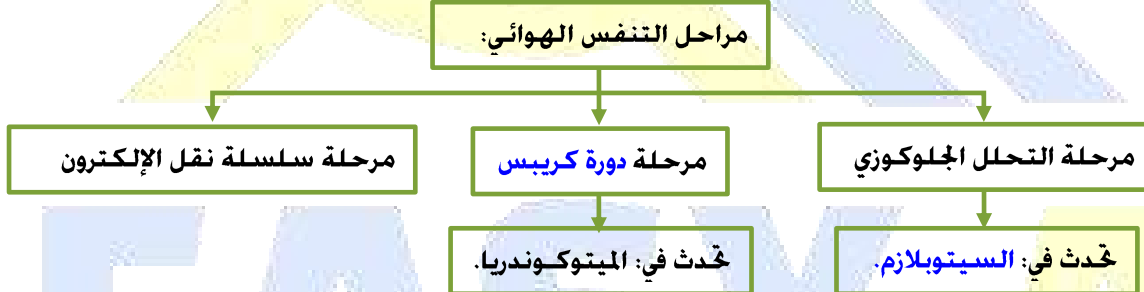 مراحل التنفس الهوائي:
مرحلة التحلل الجلوكوزي
مرحلة دورة كريبس
مرحلة سلسلة نقل الإلكترون
تحدث في: السيتوبلازم.
تحدث في: الميتوكوندريا.